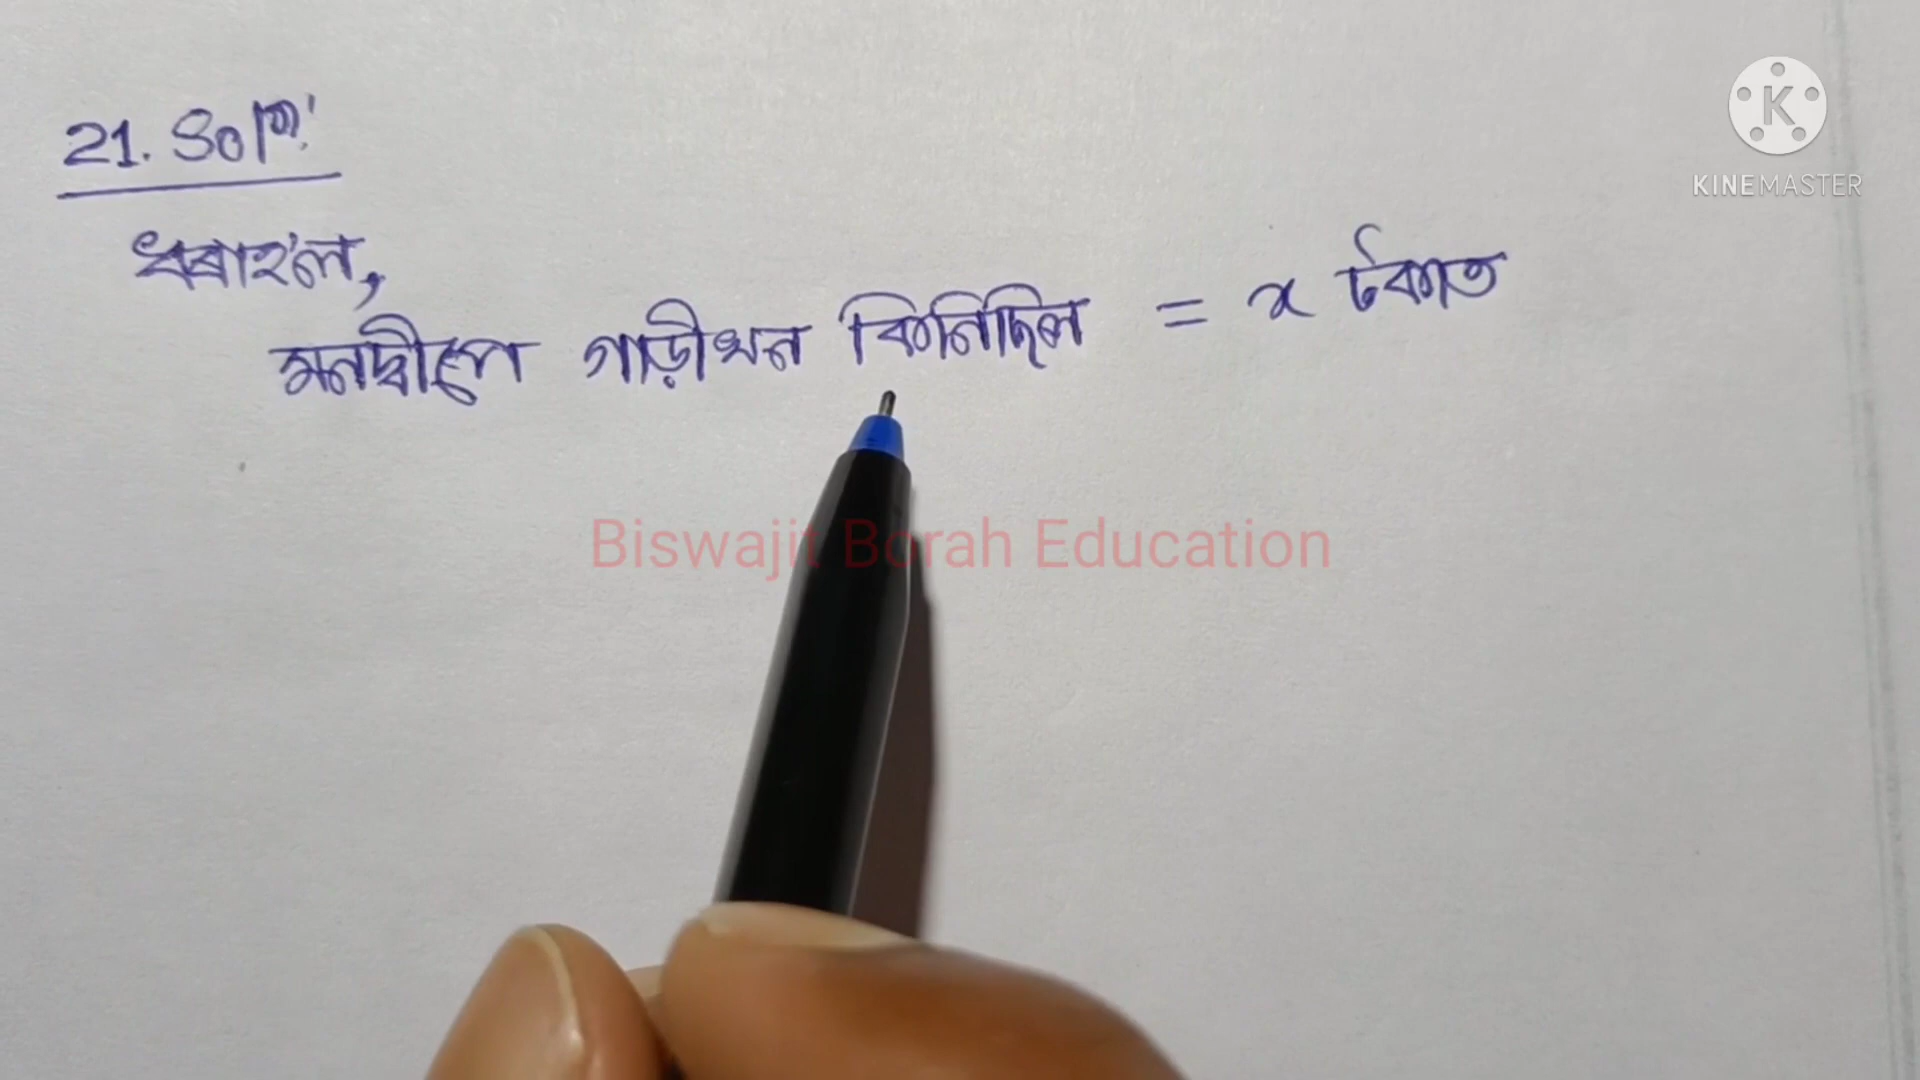 21. Solⁿ:
ধৰাহ'ল,
মনদ্বীপে গাড়ীখন কিনিছিল = x টকাত
K
KINEMASTER
Biswajit Borah Education